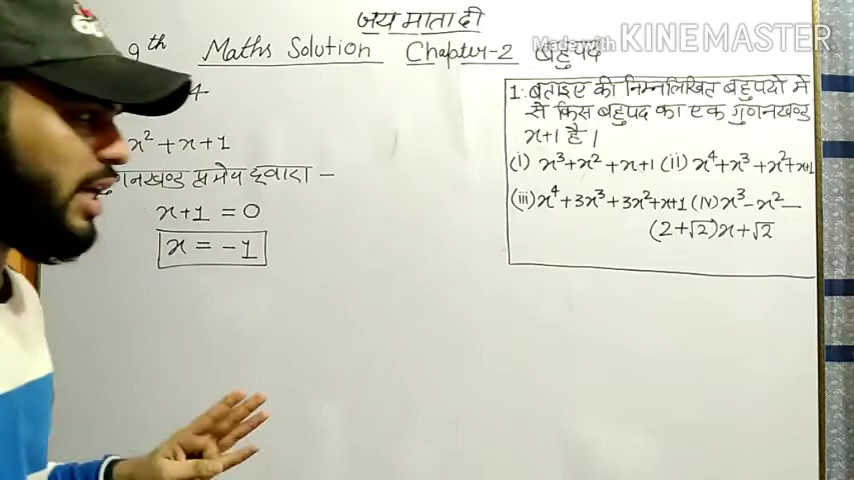 जय माता दी
Made with KINEMASTER
9th Maths Solution Chapter-2 बहुपद
4
x² + x + 1
गुणनखण्ड प्रमेय द्वारा –
x + 1 = 0
x = -1
1. बताइए की निम्नलिखित बहुपदो में
से किस बहुपद का एक गुणनखण्ड
x+1 है।
(i) x³+x²+x+1 (ii) x⁴+x³+x²+x+1
(iii) x⁴+3x³+3x²+x+1 (iv) x³-x²-
(2+√2)x+√2